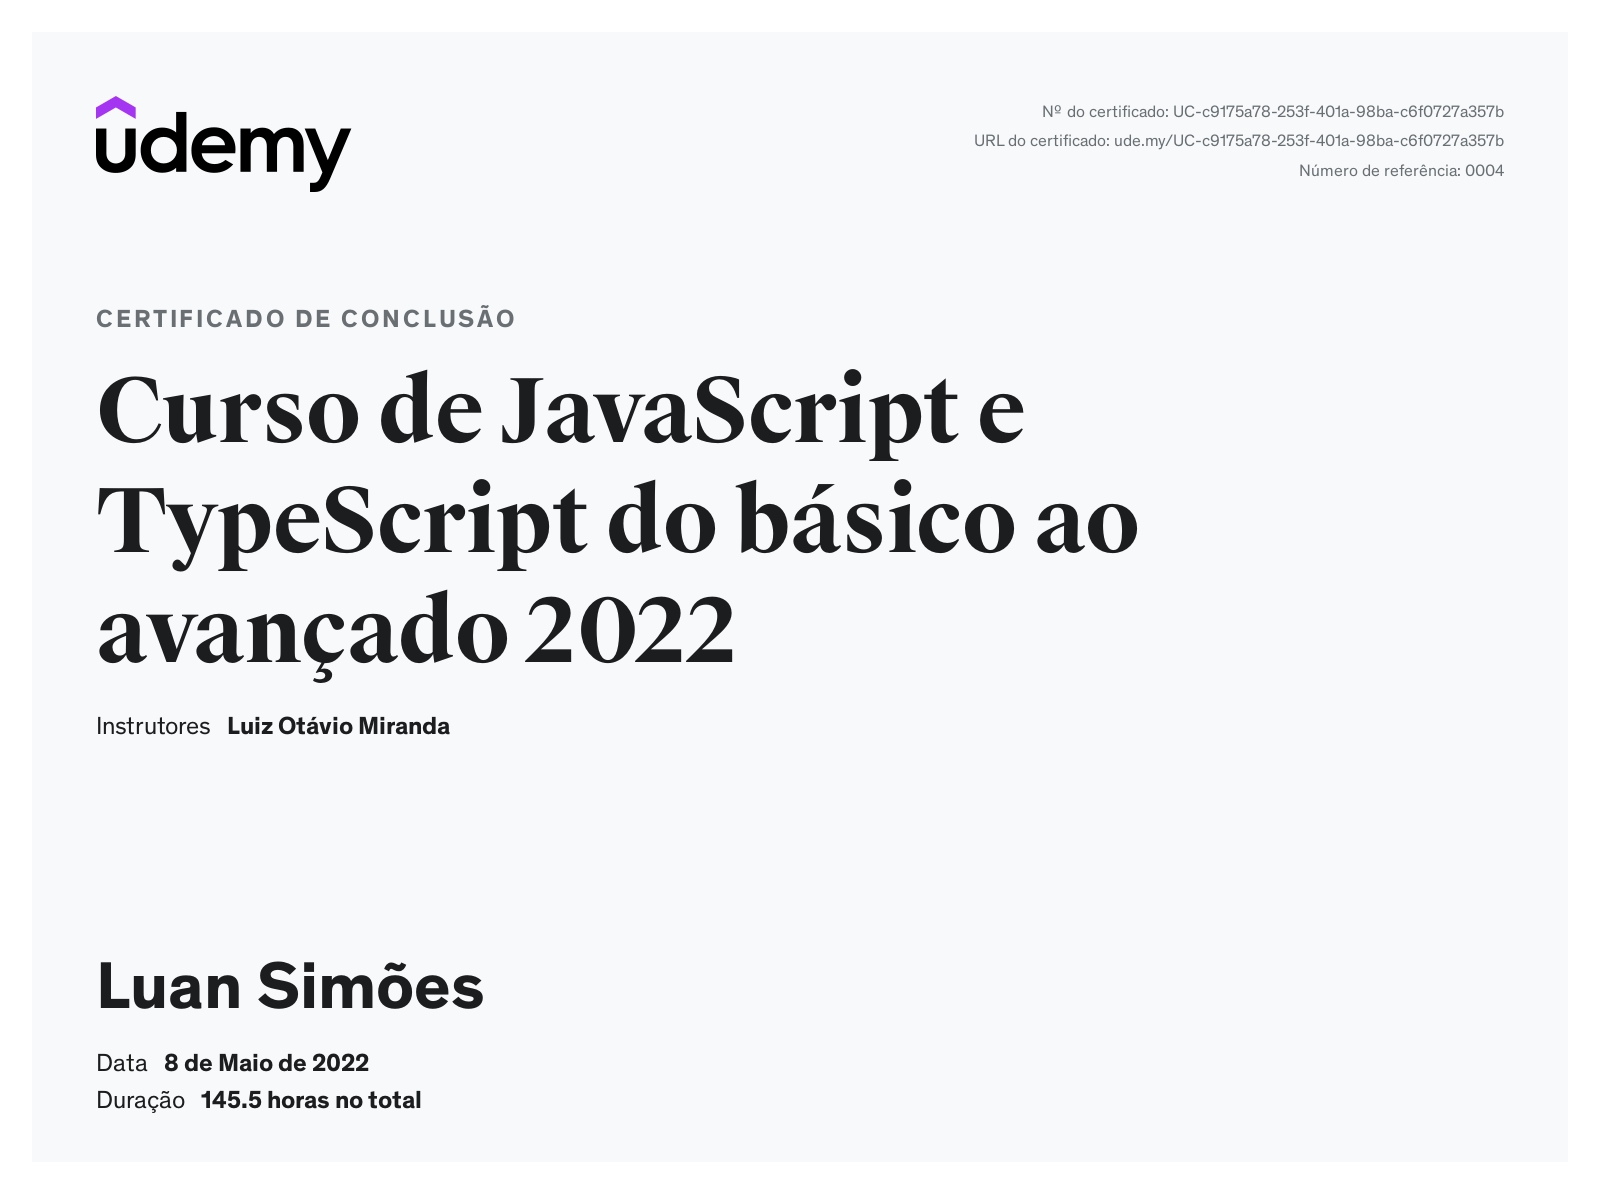 udemy
Nº do certificado: UC-c9175a78-253f-401a-98ba-c6f0727a357b
URL do certificado: ude.my/UC-c9175a78-253f-401a-98ba-c6f0727a357b
Número de referência: 0004
CERTIFICADO DE CONCLUSÃO
Curso de JavaScript e
TypeScript do básico ao
avançado 2022
Instrutores Luiz Otávio Miranda
Luan Simões
Data 8 de Maio de 2022
Duração 145.5 horas no total